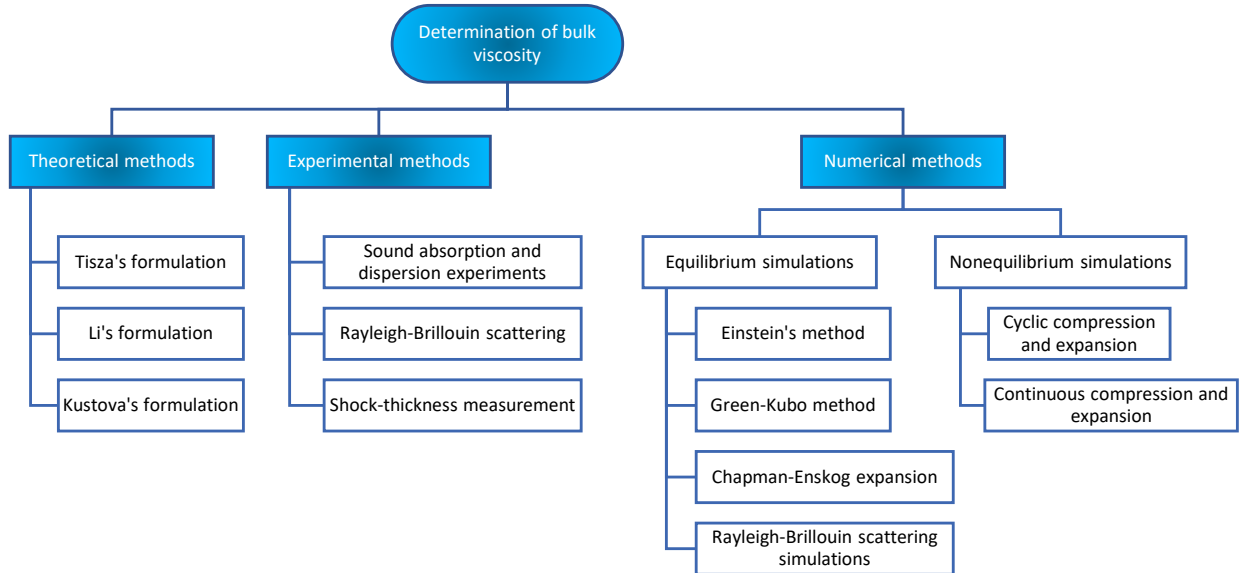 Determination of bulk
viscosity
Theoretical methods
Experimental methods
Numerical methods
Tisza's formulation
Li's formulation
Kustova's formulation
Sound absorption and
dispersion experiments
Rayleigh-Brillouin scattering
Shock-thickness measurement
Equilibrium simulations
Einstein's method
Green-Kubo method
Chapman-Enskog expansion
Rayleigh-Brillouin scattering
simulations
Nonequilibrium simulations
Cyclic compression
and expansion
Continuous compression and
expansion